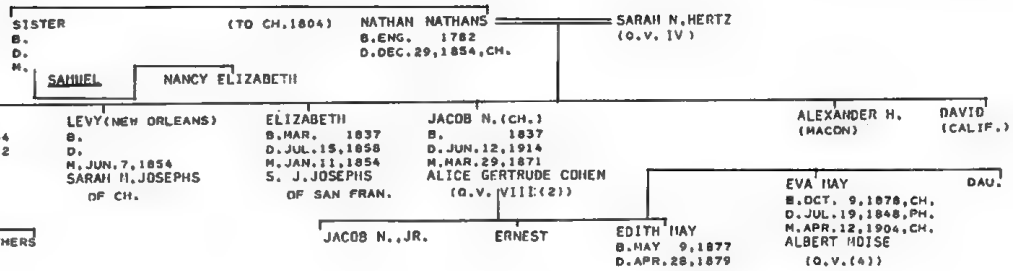 SISTER (TO CH.1804) NATHAN NATHANS SARAH N.HERTZ
B. B.ENG. 1782 (Q.V. IV)
D. D.DEC.29,1854,CH.
M.
SAMUEL NANCY ELIZABETH
LEVY(NEW ORLEANS) ELIZABETH JACOB N.(CH.) ALEXANDER H. DAVID
4 B. B.MAR. 1837 B. 1837 (MACON) (CALIF.)
2 D. D.JUL.15,1858 D.JUN.12,1914
M.JUN.7,1854 M.JAN.11,1854 M.MAR.29,1871
SARAH M.JOSEPHS S. J.JOSEPHS ALICE GERTRUDE COHEN
OF CH. OF SAN FRAN. (Q.V. VIII(2))
EVA MAY DAU.
B.OCT. 9,1878,CH.
D.JUL.19,1848,PH.
M.APR.12,1904,CH.
ALBERT MOISE
(Q.V.(4))
HERS JACOB N.,JR. ERNEST EDITH MAY
B.MAY 9,1877
D.APR.28,1879